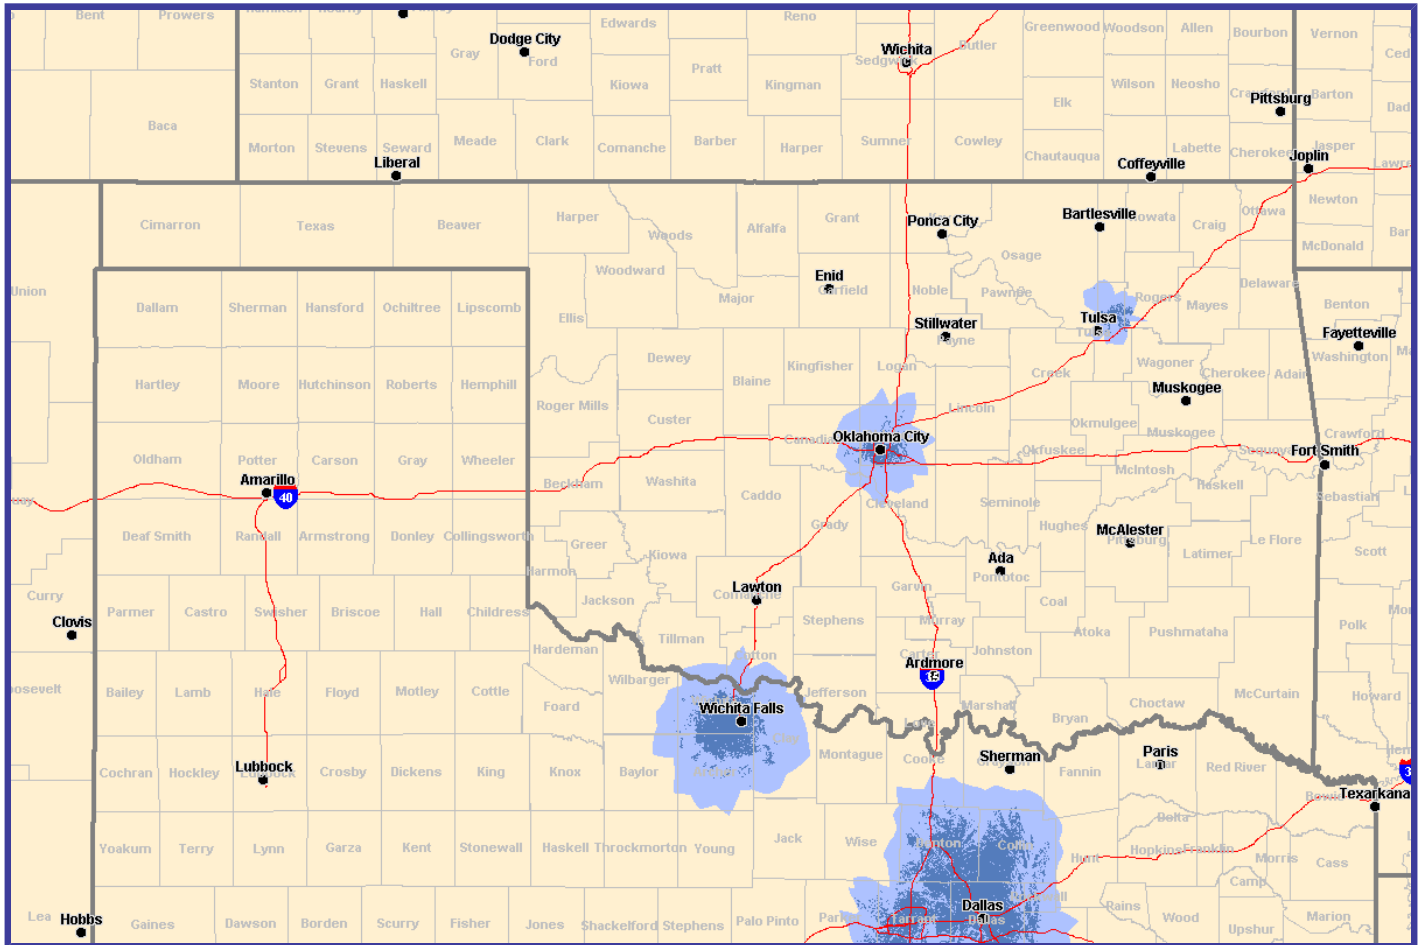 Bent
Prowers
Hamilton
Edwards
Reno
Greenwood
Woodson
Allen
Bourbon
Vernon
Dodge City
Gray
Ford
Wichita
Sedgwick
Butler
Pratt
Kiowa
Kingman
Stanton
Grant
Haskell
Wilson
Neosho
Crawford
Barton
Elk
Pittsburg
Baca
Morton
Stevens
Seward
Meade
Clark
Comanche
Barber
Harper
Sumner
Cowley
Chautauqua
Labette
Cherokee
Jasper
Liberal
Coffeyville
Joplin
Newton
Cimarron
Texas
Beaver
Harper
Woods
Alfalfa
Grant
Ponca City
Bartlesville
Nowata
Craig
Ottawa
McDonald
Osage
Union
Woodward
Enid
Garfield
Major
Noble
Pawnee
Rogers
Mayes
Delaware
Benton
Dallam
Sherman
Hansford
Ochiltree
Lipscomb
Ellis
Stillwater
Payne
Tulsa
Fayetteville
Washington
Dewey
Kingfisher
Logan
Blaine
Creek
Wagoner
Cherokee
Adair
Hartley
Moore
Hutchinson
Roberts
Hemphill
Roger Mills
Custer
Lincoln
Muskogee
Okmulgee
Muskogee
Canadian
Oklahoma City
Okfuskee
Sequoyah
Crawford
Fort Smith
Oldham
Potter
Carson
Gray
Wheeler
Beckham
Washita
Caddo
McIntosh
Haskell
Sebastian
Amarillo
40
Cleveland
Seminole
Grady
Hughes
McAlester
Pittsburg
Le Flore
Latimer
Scott
Deaf Smith
Randall
Armstrong
Donley
Collingsworth
Greer
Kiowa
Harmon
Ada
Pontotoc
Curry
Lawton
Comanche
Garvin
Jackson
Coal
Parmer
Castro
Swisher
Briscoe
Hall
Childress
Clovis
Stephens
Murray
Atoka
Pushmataha
Polk
Tillman
Cotton
Hardeman
Carter
Johnston
Ardmore
35
Wilbarger
Bailey
Lamb
Hale
Floyd
Motley
Cottle
Foard
Jefferson
Howard
McCurtain
Choctaw
Marshall
Bryan
Wichita Falls
Love
Clay
Montague
Cooke
Sherman
Grayson
Fannin
Paris
Lamar
Red River
Lubbock
Cochran
Hockley
Lubbock
Crosby
Dickens
King
Knox
Baylor
Archer
Bowie
Texarkana
Delta
Yoakum
Terry
Lynn
Garza
Kent
Stonewall
Haskell
Throckmorton
Young
Jack
Wise
Denton
Collin
Hunt
Hopkins
Franklin
Morris
Cass
Camp
Lea
Hobbs
Gaines
Dawson
Borden
Scurry
Fisher
Jones
Shackelford
Stephens
Palo Pinto
Tarrant
Dallas
Dallas
Rains
Wood
Upshur
Marion